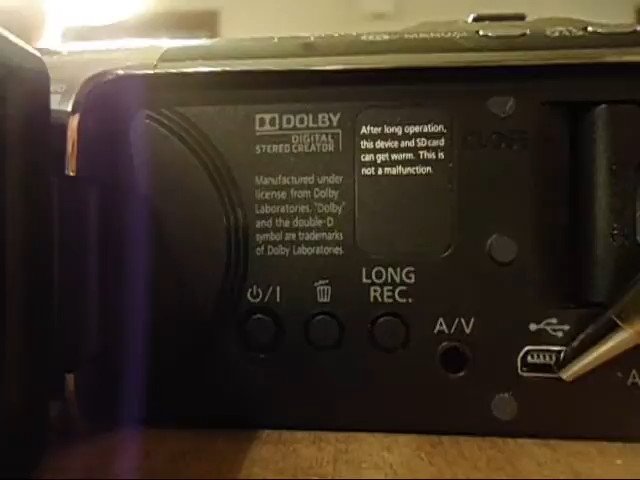 MANUAL
DOLBY
DIGITAL
STEREO CREATOR
Manufactured under
license from Dolby
Laboratories. "Dolby"
and the double-D
symbol are trademarks
of Dolby Laboratories.
After long operation,
this device and SD card
can get warm. This is
not a malfunction.
LONG
REC.
A/V
A